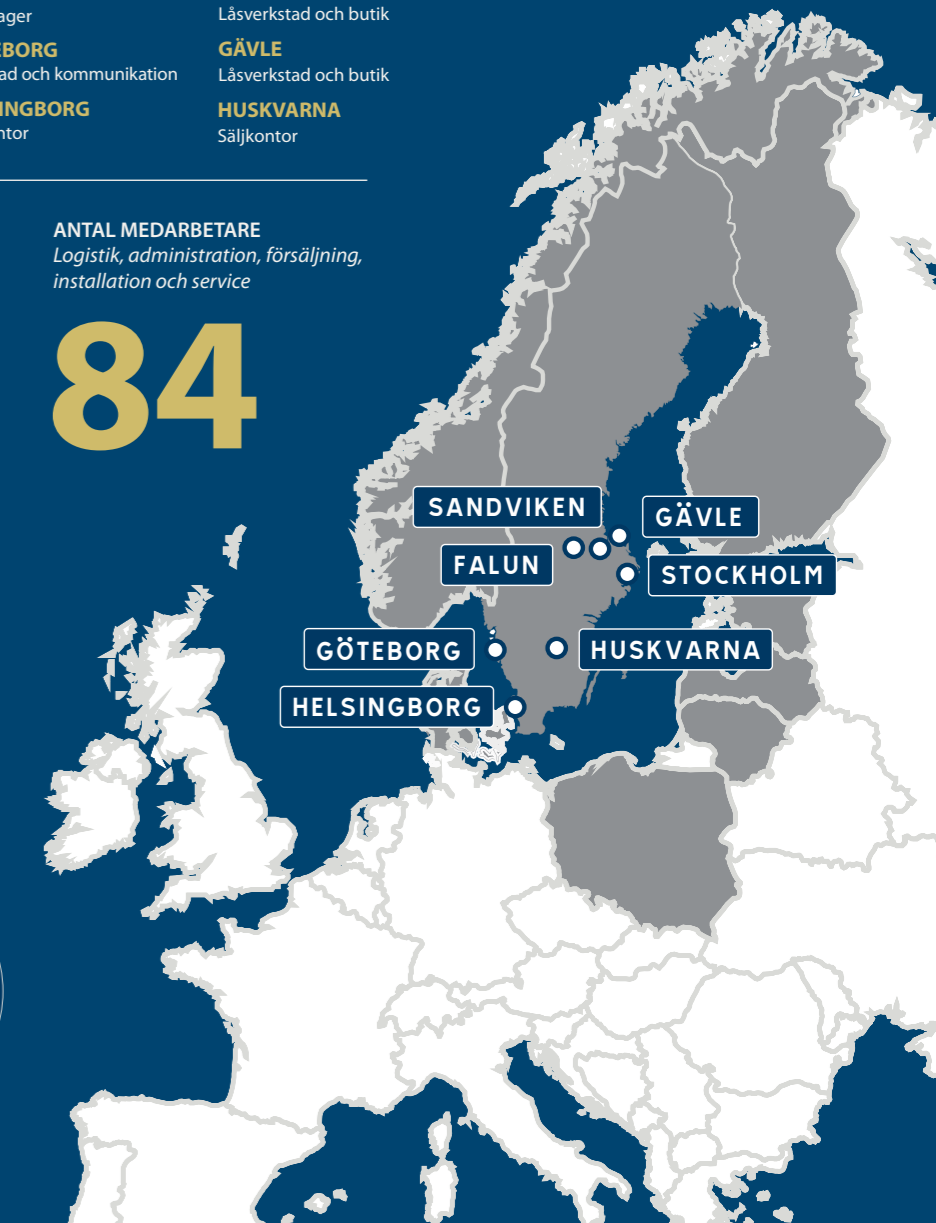 ager
EBORG
ad och kommunikation
INGBORG
ntor
Låsverkstad och butik
GÄVLE
Låsverkstad och butik
HUSKVARNA
Säljkontor
ANTAL MEDARBETARE
Logistik, administration, försäljning,
installation och service
84
SANDVIKEN
GÄVLE
FALUN
STOCKHOLM
GÖTEBORG
HUSKVARNA
HELSINGBORG